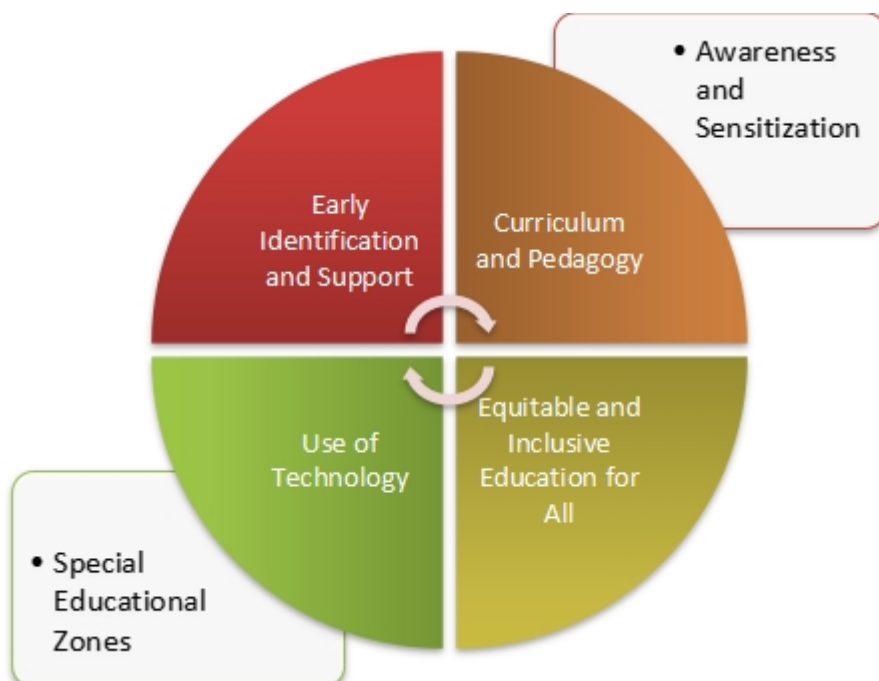 • Awareness
and
Sensitization
Early
Identification
and Support
Curriculum
and Pedagogy
Use of
Technology
Equitable and
Inclusive
Education for
All
• Special
Educational
Zones